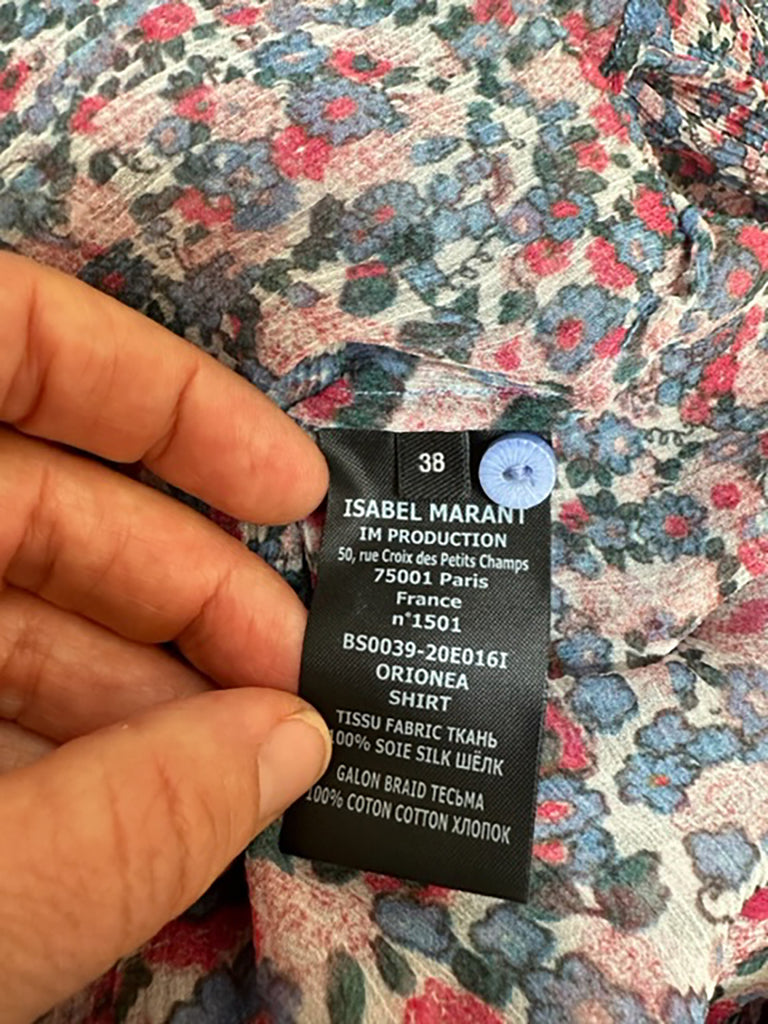 38
ISABEL MARANT
IM PRODUCTION
50, rue Croix des Petits Champs
75001 Paris
France
n°1501
BS0039-20E016I
ORIONEA
SHIRT
TISSU FABRIC ТКАНЬ
100% SOIE SILK ШЁЛК
GALON BRAID ТЕСЬМА
100% COTON COTTON ХЛОПОК